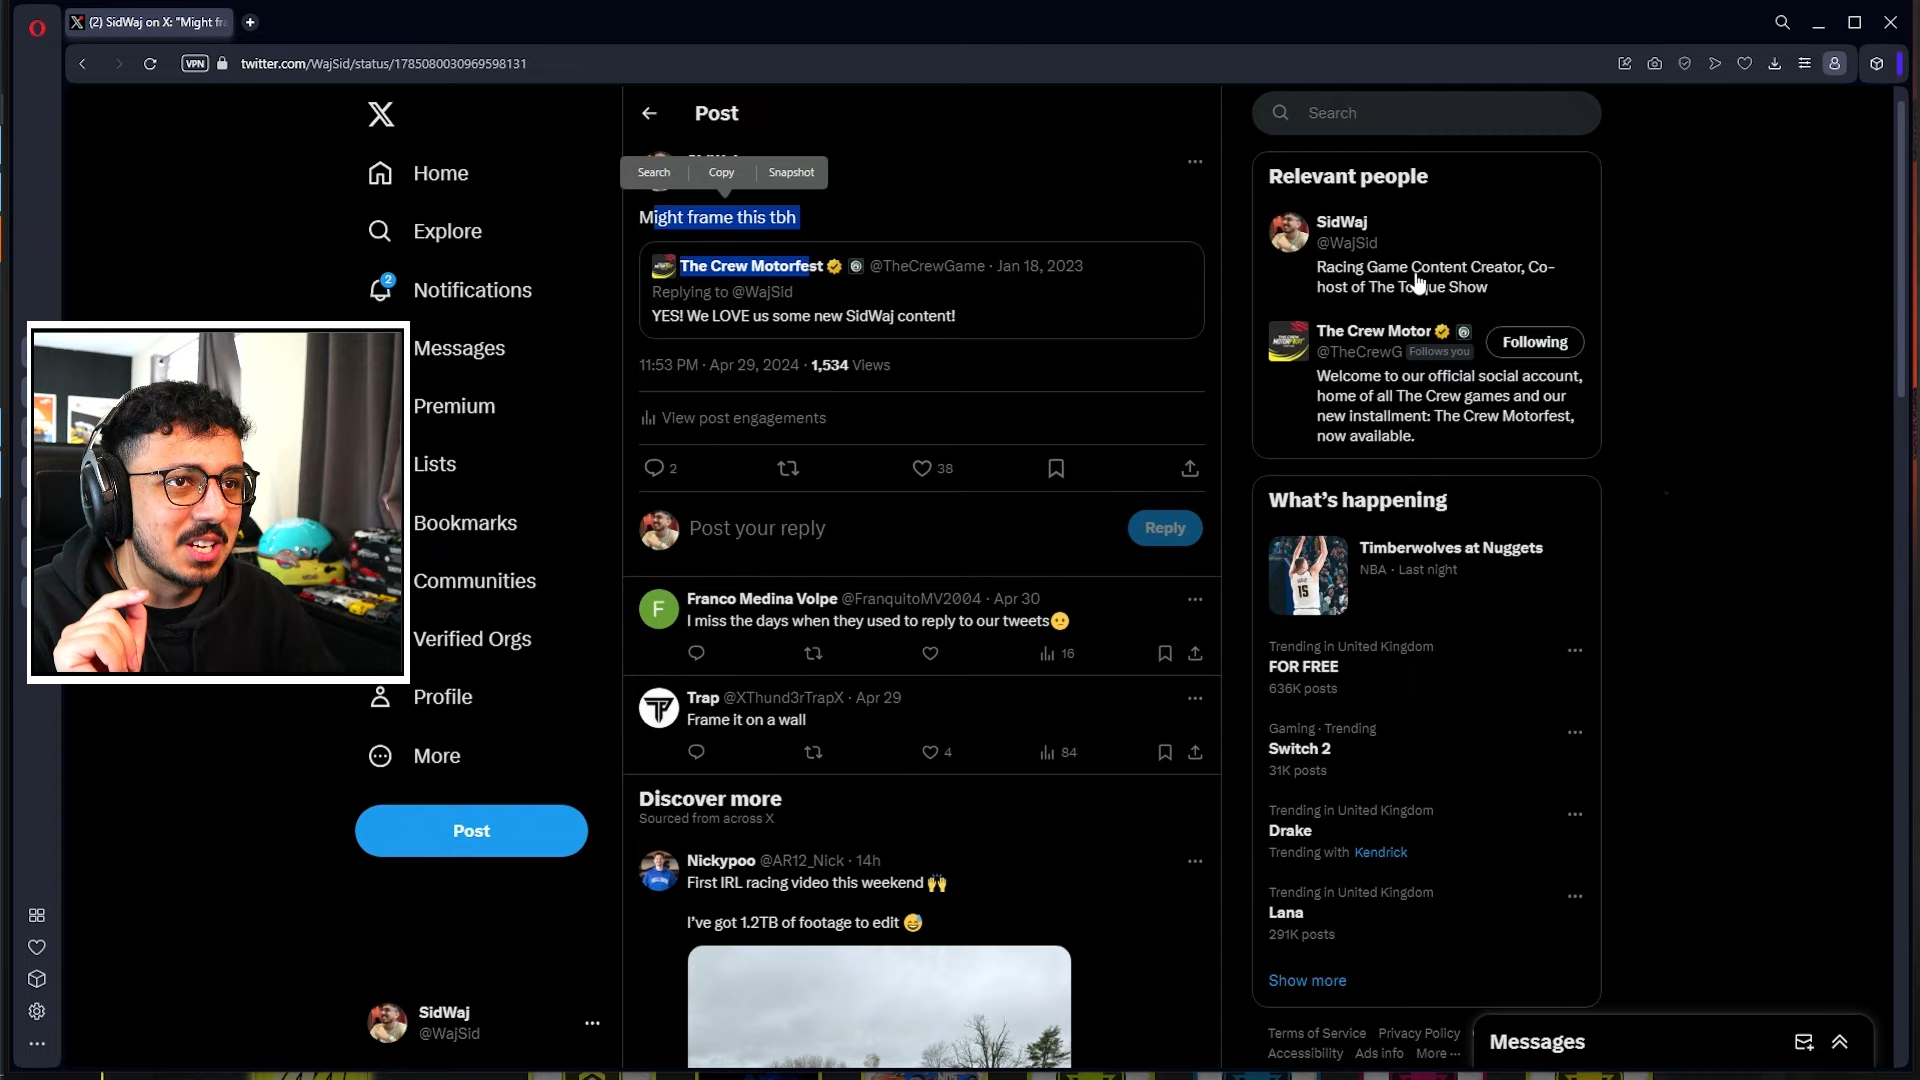 (2) SidWaj on X: "Might fra
VPN
twitter.com/WajSid/status/1785080030969598131
Home
Explore
2
Notifications
Messages
Premium
Lists
Bookmarks
Communities
Verified Orgs
Profile
More
Post
SidWaj
@WajSid
Post
Search
Copy
Snapshot
Might frame this tbh
The Crew Motorfest @TheCrewGame · Jan 18, 2023
Replying to @WajSid
YES! We LOVE us some new SidWaj content!
11:53 PM · Apr 29, 2024 · 1,534 Views
View post engagements
2
38
Post your reply
Reply
F
Franco Medina Volpe @FranquitoMV2004 · Apr 30
I miss the days when they used to reply to our tweets
16
Trap @XThund3rTrapX · Apr 29
Frame it on a wall
4
84
Discover more
Sourced from across X
Nickypoo @AR12_Nick · 14h
First IRL racing video this weekend
I've got 1.2TB of footage to edit
Search
Relevant people
SidWaj
@WajSid
Racing Game Content Creator, Co-
host of The Torque Show
The Crew Motor
@TheCrewG Follows you
Following
Welcome to our official social account,
home of all The Crew games and our
new installment: The Crew Motorfest,
now available.
What's happening
15
Timberwolves at Nuggets
NBA · Last night
Trending in United Kingdom
FOR FREE
636K posts
Gaming · Trending
Switch 2
31K posts
Trending in United Kingdom
Drake
Trending with Kendrick
Trending in United Kingdom
Lana
291K posts
Show more
Terms of Service Privacy Policy
Accessibility Ads info More
Messages